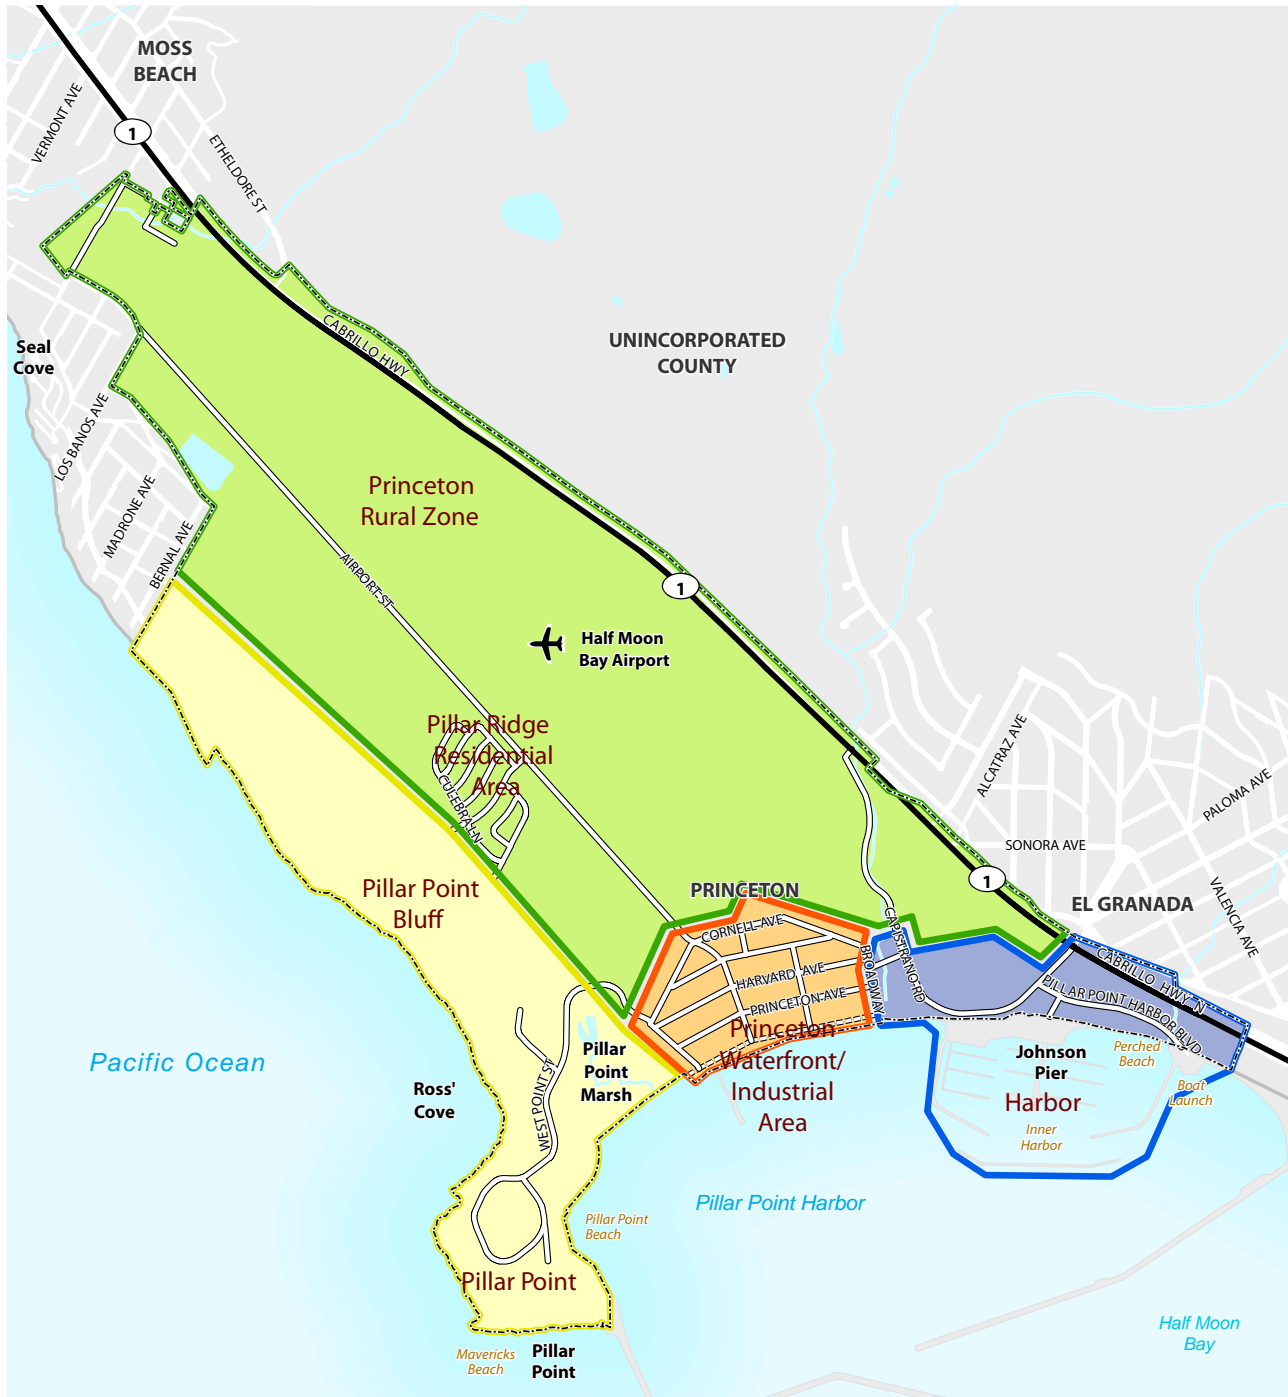 MOSS
BEACH
VERMONT AVE
1
ETHELDORE ST
Seal
Cove
CABRILLO HWY
UNINCORPORATED
COUNTY
LOS BANOS AVE
MADRONE AVE
BERNAL AVE
Princeton
Rural Zone
AIRPORT ST
1
Half Moon
Bay Airport
Pillar Ridge
Residential
Area
CULEBRA LN
ALCATRAZ AVE
PALOMA AVE
SONORA AVE
1
EL GRANADA
VALENCIA AVE
Pillar Point
Bluff
PRINCETON
CORNELL AVE
HARVARD AVE
PRINCETON AVE
BROADWAY
CAPISTRANO RD
CABRILLO HWY N
PILLAR POINT HARBOR BLVD
Princeton
Waterfront/
Industrial
Area
Pacific Ocean
Ross'
Cove
WEST POINT ST
Pillar
Point
Marsh
Johnson
Pier
Perched
Beach
Boat
Launch
Harbor
Inner
Harbor
Pillar Point Harbor
Pillar Point
Beach
Pillar Point
Mavericks
Beach
Pillar
Point
Half Moon
Bay